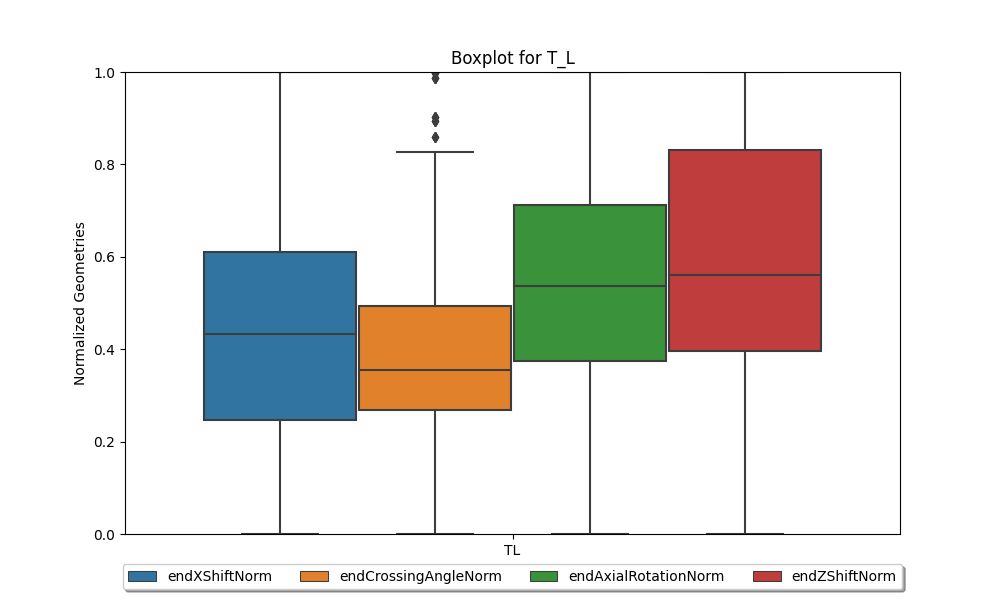 Boxplot for T_L
1.0
0.8
0.6
0.4
0.2
0.0
Normalized Geometries
TL
endXShiftNorm endCrossingAngleNorm endAxialRotationNorm endZShiftNorm